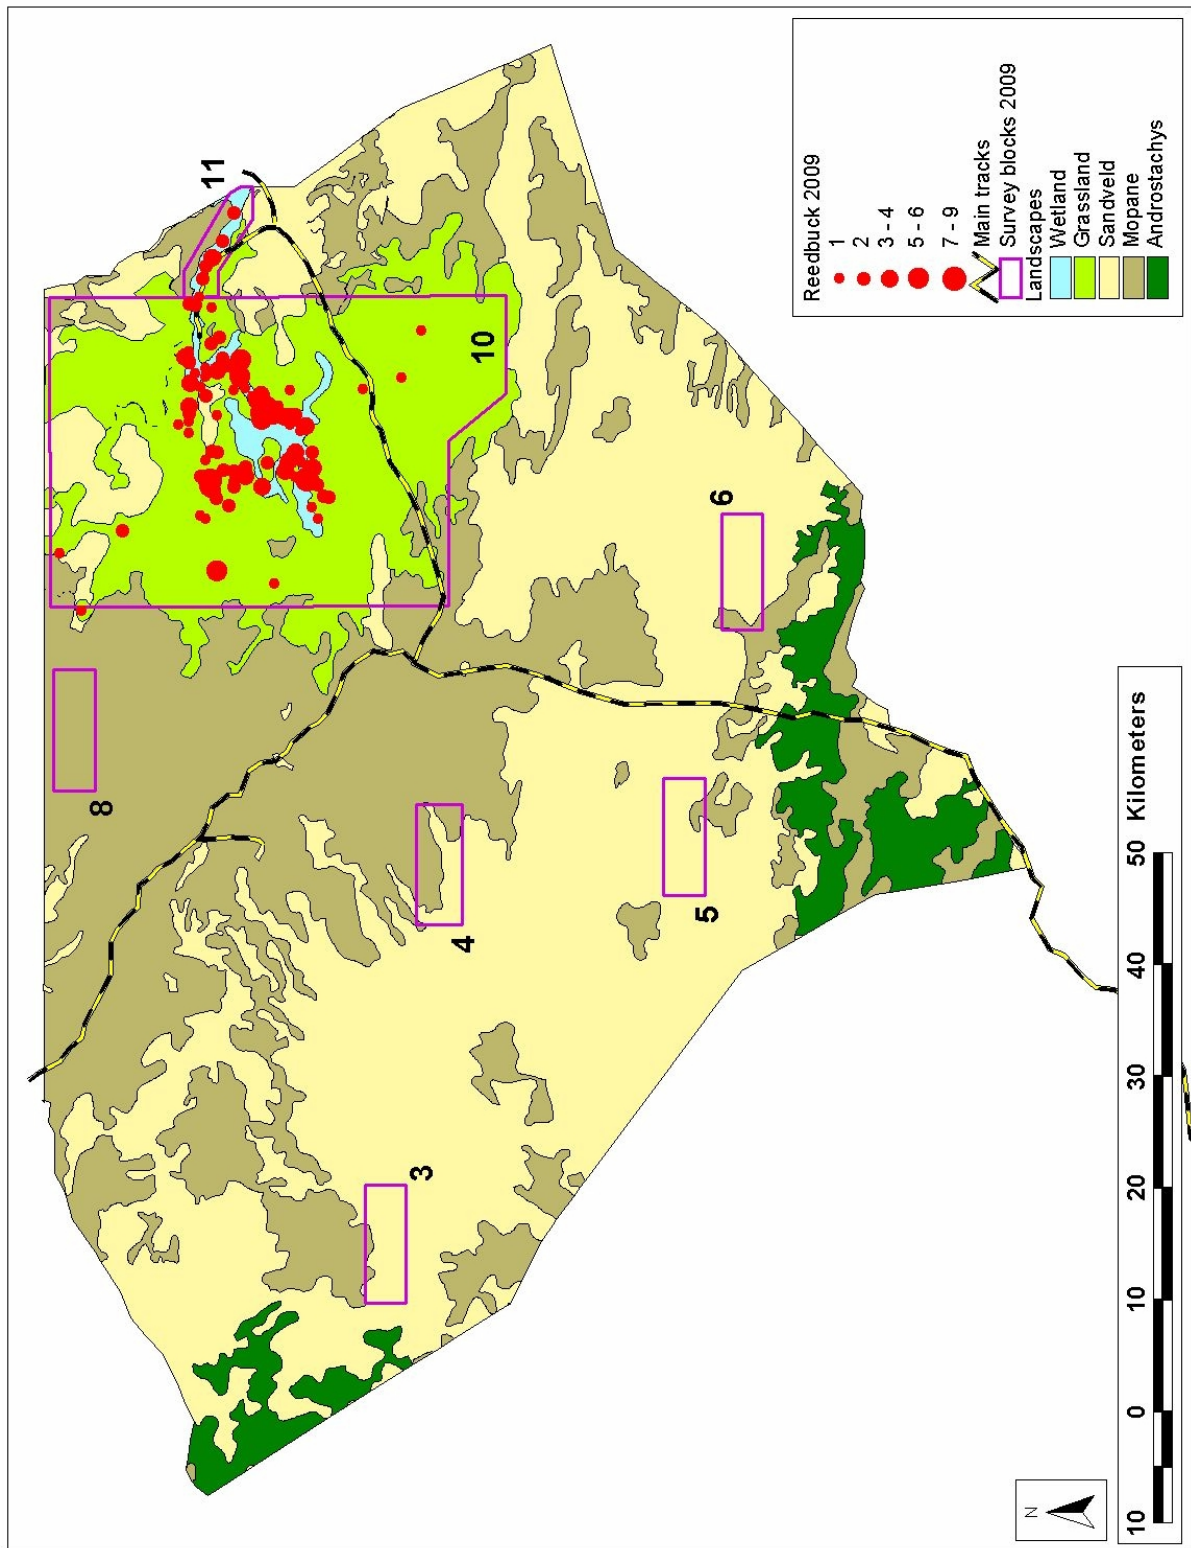 11
10
8
6
4
5
3
Reedbuck 2009
1
2
3 - 4
5 - 6
7 - 9
Main tracks
Survey blocks 2009
Landscapes
Wetland
Grassland
Sandveld
Mopane
Androstachys
N
10 0 10 20 30 40 50 Kilometers